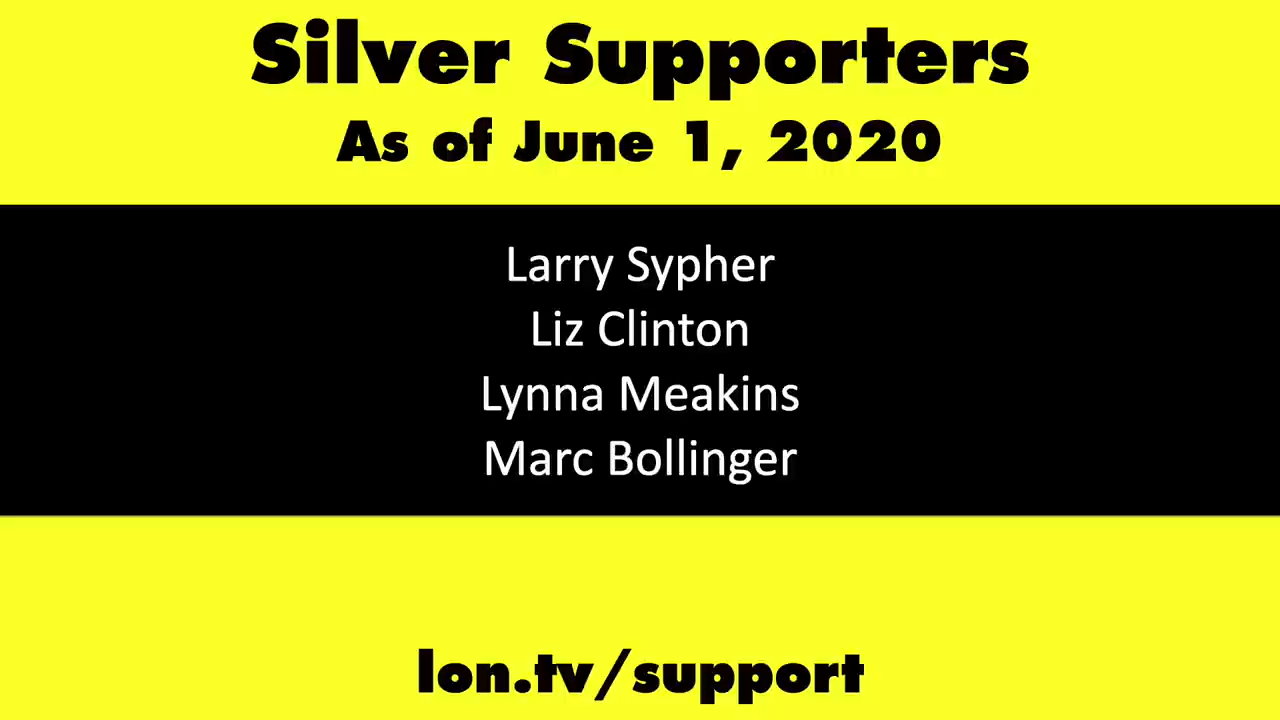 Silver Supporters
As of June 1, 2020
Larry Sypher
Liz Clinton
Lynna Meakins
Marc Bollinger
lon.tv/support